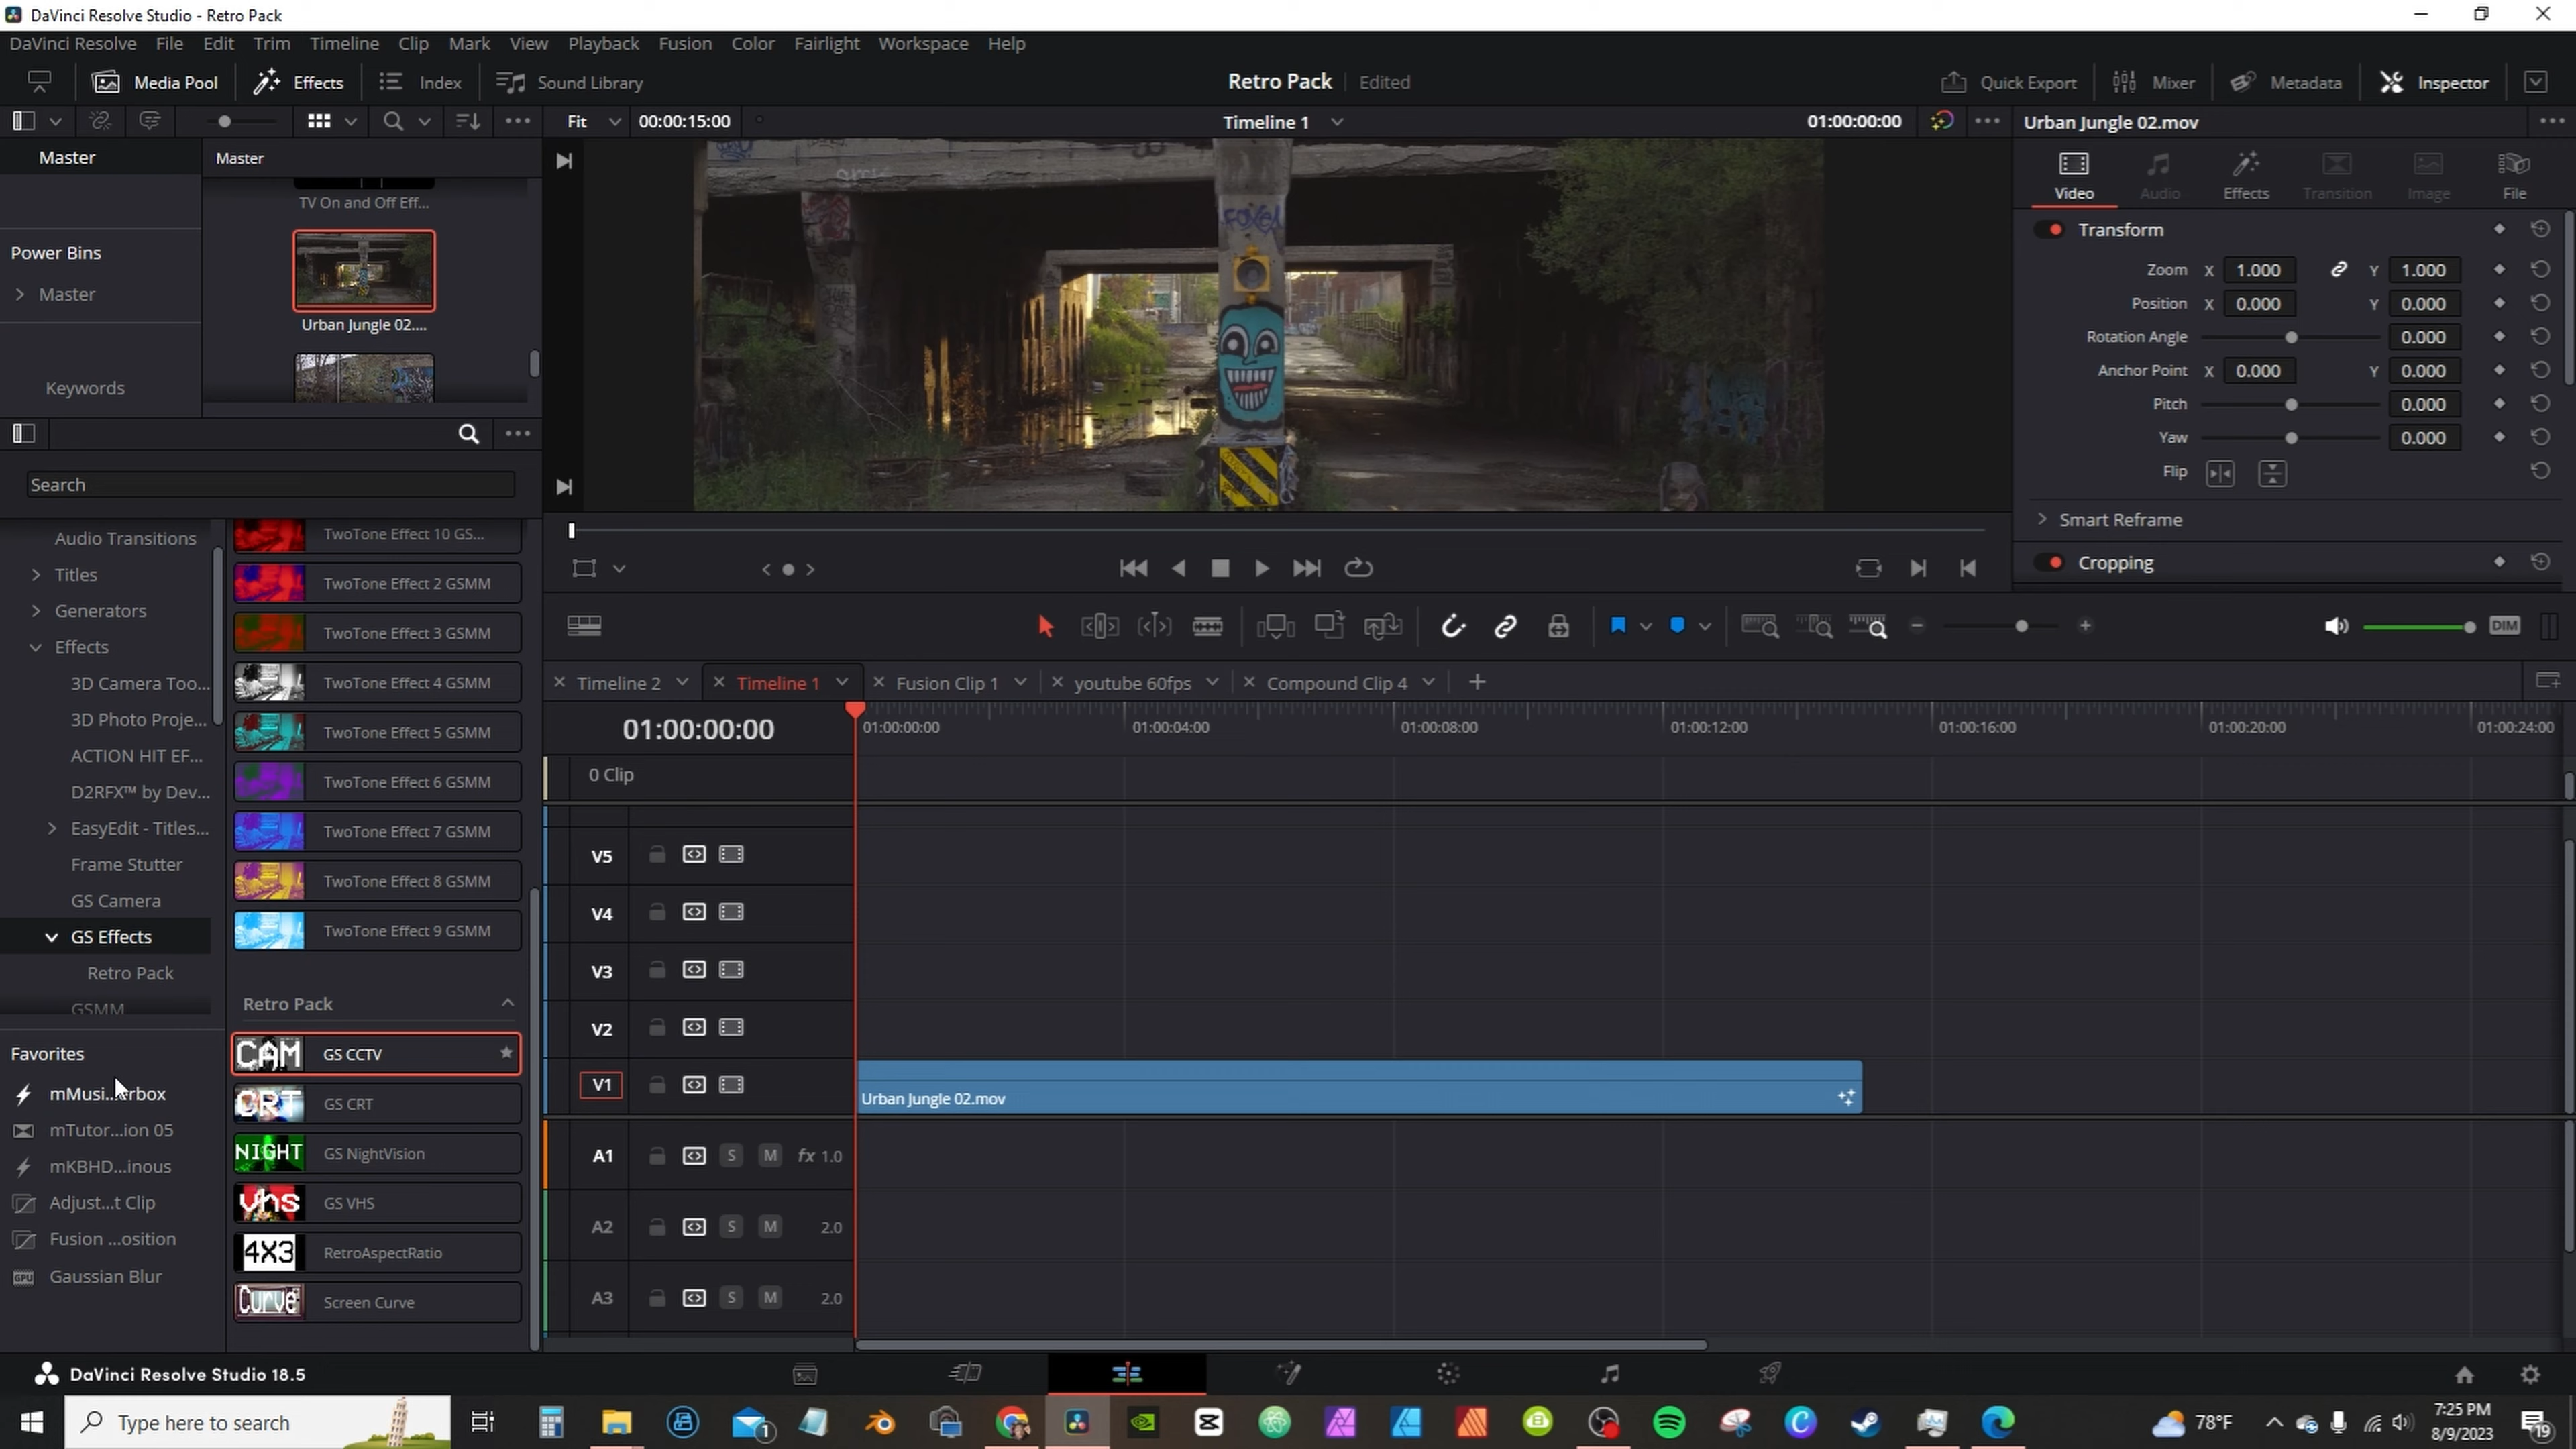 DaVinci Resolve Studio - Retro Pack
DaVinci Resolve File Edit Trim Timeline Clip Mark View Playback Fusion Color Fairlight Workspace Help
Media Pool Effects Index Sound Library Retro Pack Edited Quick Export Mixer Metadata Inspector
Fit 00:00:15:00 Timeline 1 01:00:00:00 Urban Jungle 02.mov
Master Master
TV On and Off Eff...
Video Audio Effects Transition Image File
Transform
Power Bins
Zoom X 1.000 Y 1.000
Master
Position X 0.000 Y 0.000
Urban Jungle 02....
Rotation Angle 0.000
Anchor Point X 0.000 Y 0.000
Keywords
Pitch 0.000
Yaw 0.000
Flip
Search
Smart Reframe
Cropping
Audio Transitions
Titles
Generators
Effects
3D Camera Too...
3D Photo Proje...
ACTION HIT EF...
D2RFX™ by Dev...
EasyEdit - Titles...
Frame Stutter
GS Camera
GS Effects
Retro Pack
GSMM
Favorites
mMusi...rbox
mTutor...ion 05
mKBHD...inous
Adjust...t Clip
Fusion ...osition
GPU Gaussian Blur
TwoTone Effect 10 GS...
TwoTone Effect 2 GSMM
TwoTone Effect 3 GSMM
TwoTone Effect 4 GSMM
TwoTone Effect 5 GSMM
TwoTone Effect 6 GSMM
TwoTone Effect 7 GSMM
TwoTone Effect 8 GSMM
TwoTone Effect 9 GSMM
Retro Pack
CAM GS CCTV
CRT GS CRT
NIGHT GS NightVision
vhs GS VHS
4X3 RetroAspectRatio
Curve Screen Curve
DIM
Timeline 2 Timeline 1 Fusion Clip 1 youtube 60fps Compound Clip 4
01:00:00:00 01:00:00:00 01:00:04:00 01:00:08:00 01:00:12:00 01:00:16:00 01:00:20:00 01:00:24:00
0 Clip
V5
V4
V3
V2
V1
Urban Jungle 02.mov
A1 S M fx 1.0
A2 S M 2.0
A3 S M 2.0
DaVinci Resolve Studio 18.5
Type here to search 1 78°F 7:25 PM
8/9/2023 19